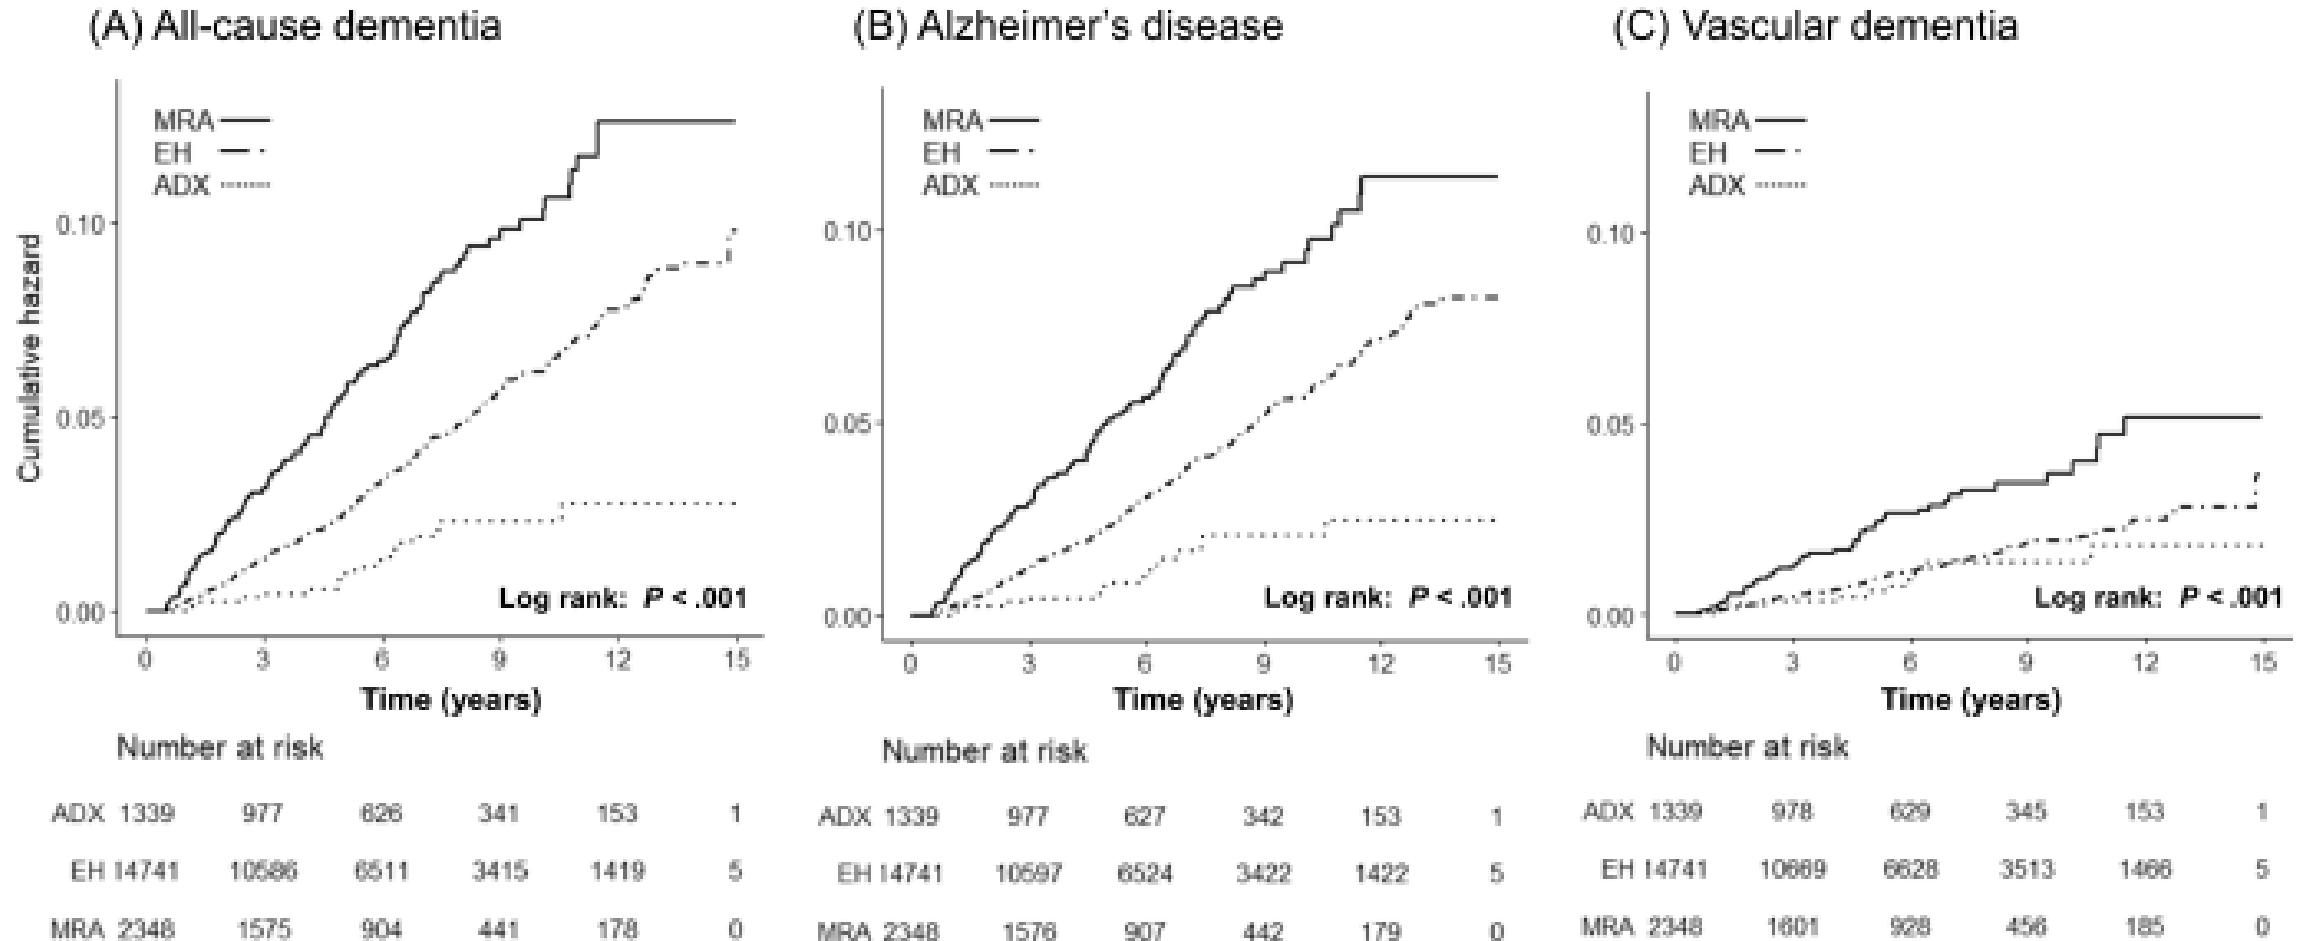 (A) All-cause dementia
MRA
EH
ADX
Cumulative hazard
0.10
0.05
0.00
Log rank: P < .001
0 3 6 9 12 15
Time (years)
Number at risk
ADX 1339 977 626 341 153 1
EH 14741 10586 6511 3415 1419 5
MRA 2348 1575 904 441 178 0
(B) Alzheimer's disease
MRA
EH
ADX
0.10
0.05
0.00
Log rank: P < .001
0 3 6 9 12 15
Time (years)
Number at risk
ADX 1339 977 627 342 153 1
EH 14741 10597 6524 3422 1422 5
MRA 2348 1576 907 442 179 0
(C) Vascular dementia
MRA
EH
ADX
0.10
0.05
0.00
Log rank: P < .001
0 3 6 9 12 15
Time (years)
Number at risk
ADX 1339 978 629 345 153 1
EH 14741 10669 6628 3513 1466 5
MRA 2348 1601 928 456 185 0